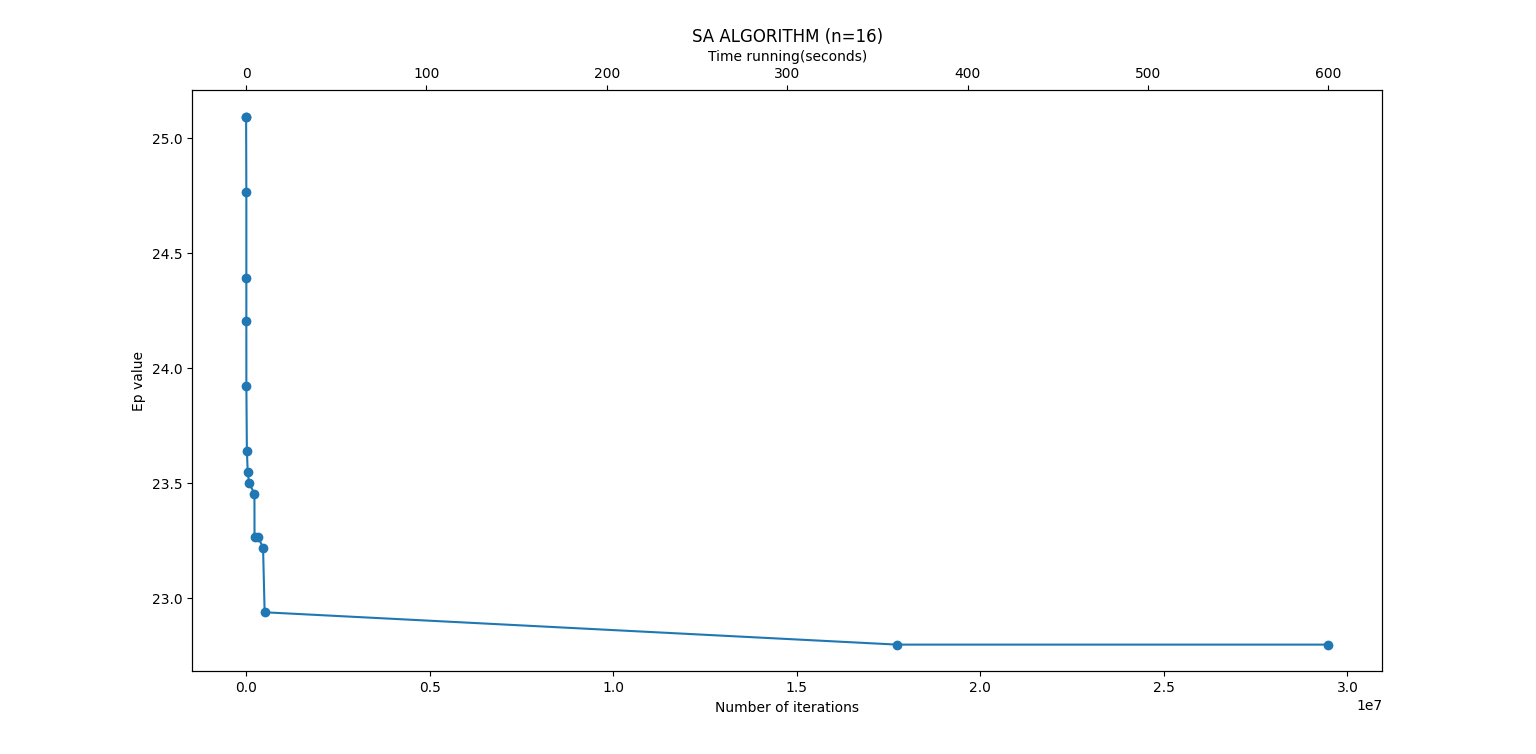 SA ALGORITHM (n=16)
Time running(seconds)
0 100 200 300 400 500 600
25.0
24.5
24.0
23.5
23.0
Ep value
0.0 0.5 1.0 1.5 2.0 2.5 3.0
1e7
Number of iterations